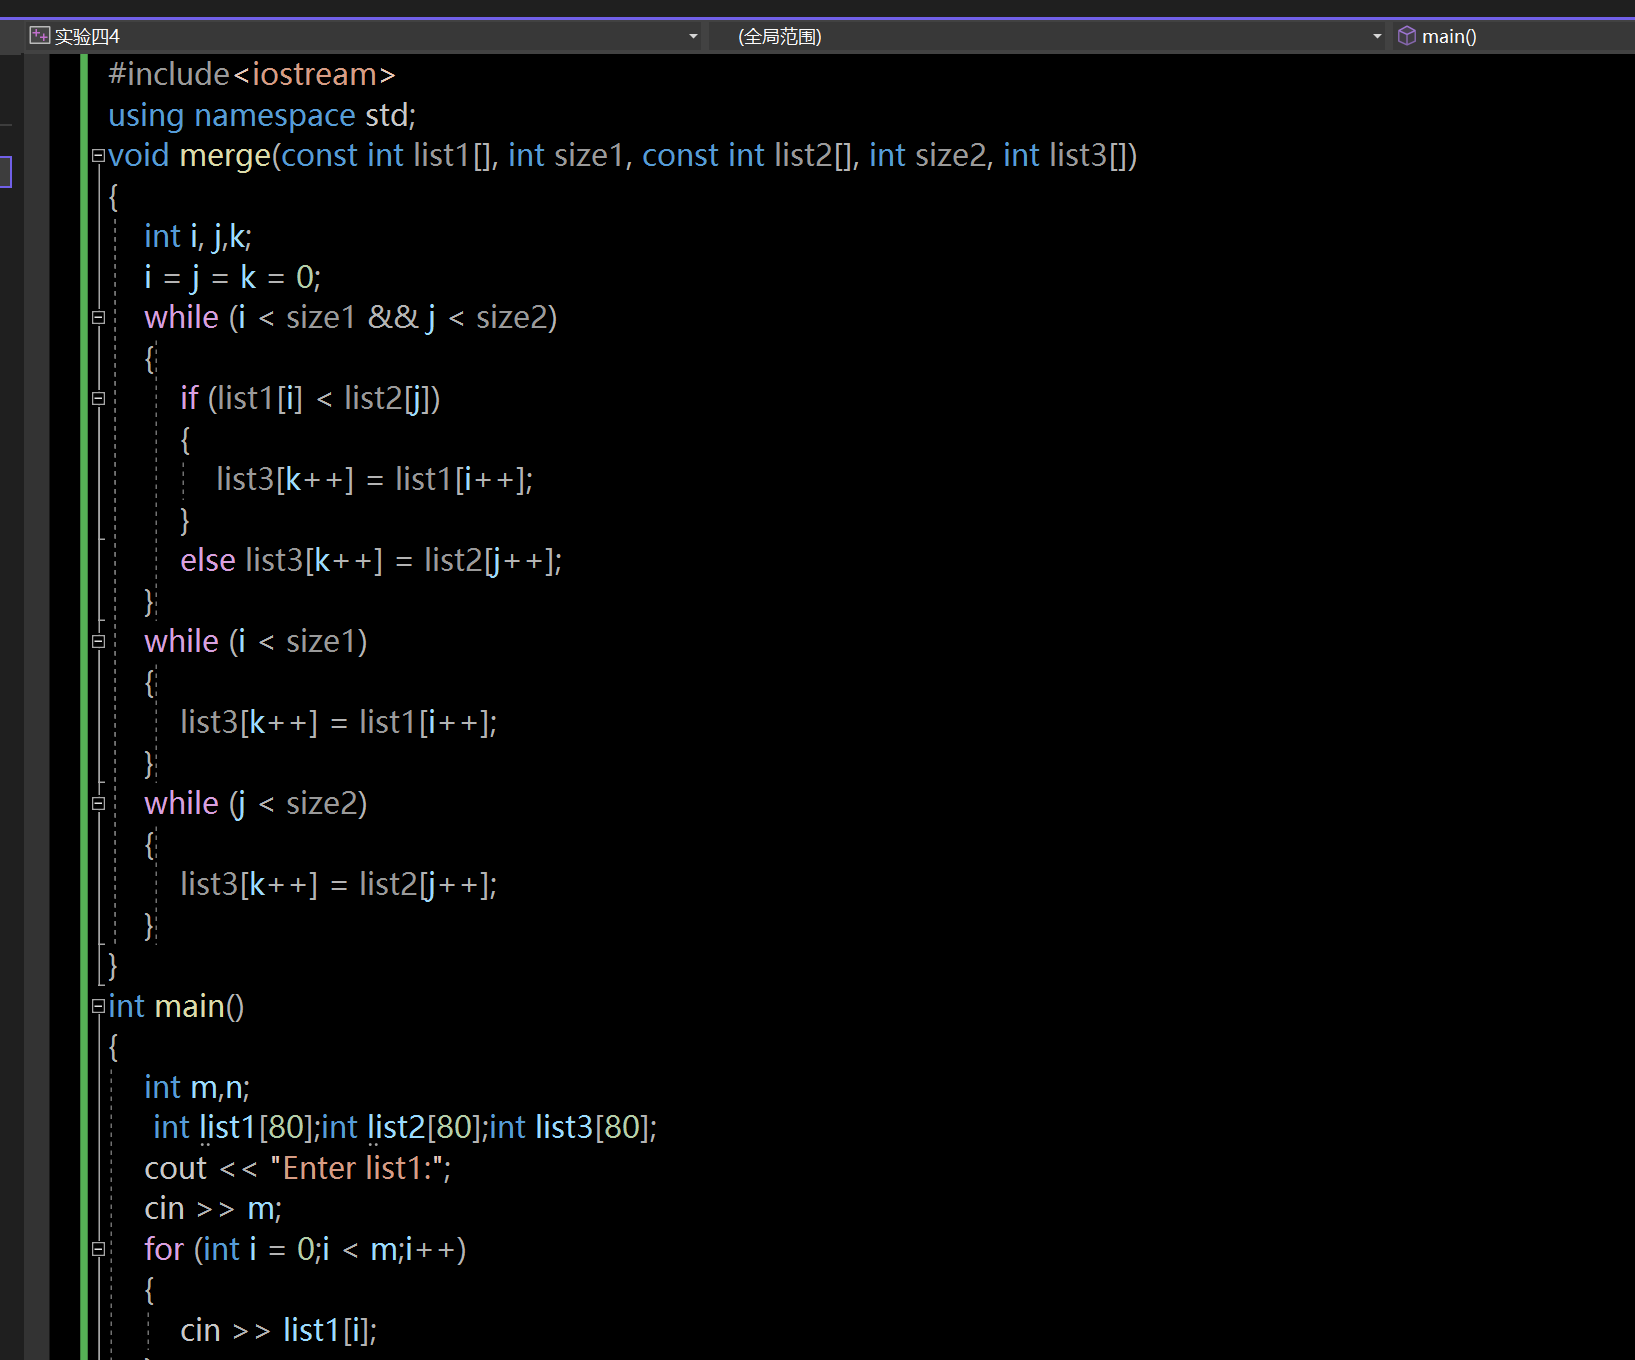 实验四4 (全局范围) main()
#include<iostream>
using namespace std;
void merge(const int list1[], int size1, const int list2[], int size2, int list3[])
{
int i, j,k;
i = j = k = 0;
while (i < size1 && j < size2)
{
if (list1[i] < list2[j])
{
list3[k++] = list1[i++];
}
else list3[k++] = list2[j++];
}
while (i < size1)
{
list3[k++] = list1[i++];
}
while (j < size2)
{
list3[k++] = list2[j++];
}
}
int main()
{
int m,n;
int list1[80];int list2[80];int list3[80];
cout << "Enter list1:";
cin >> m;
for (int i = 0;i < m;i++)
{
cin >> list1[i];